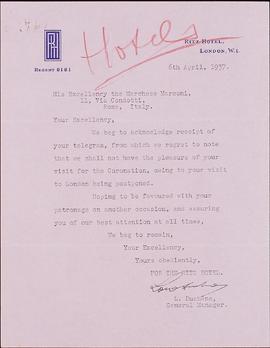 RH
RITZ HOTEL,
LONDON, W.1.
REGENT 8181
Hotels
6th April, 1937.
His Excellency the Marchese Marconi,
11, Via Condotti,
Rome, Italy.
Your Excellency,
We beg to acknowledge receipt of
your telegram, from which we regret to note
that we shall not have the pleasure of your
visit for the Coronation, owing to your visit
to London being postponed.
Hoping to be favoured with your
patronage on another occasion, and assuring you
of our best attention at all times,
We beg to remain,
Your Excellency,
Yours obediently,
FOR THE RITZ HOTEL.
General Manager.